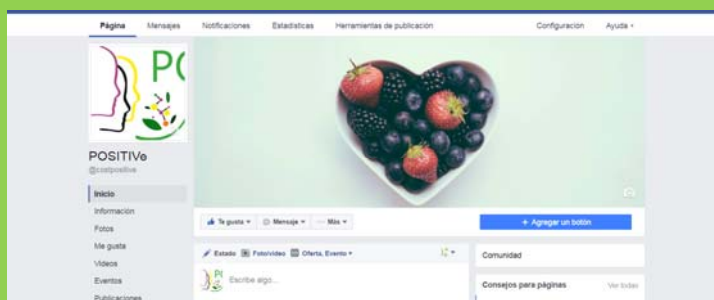 Página Mensajes Notificaciones Estadísticas Herramientas de publicación Configuración Ayuda
PO
POSITIVe
@costpositive
Inicio
Información
Fotos
Me gusta
Videos
Eventos
Publicaciones
Te gusta Mensaje Más + Agregar un botón
Estado Foto/video Oferta, Evento +
Escribe algo...
Comunidad
Consejos para páginas Ver todas